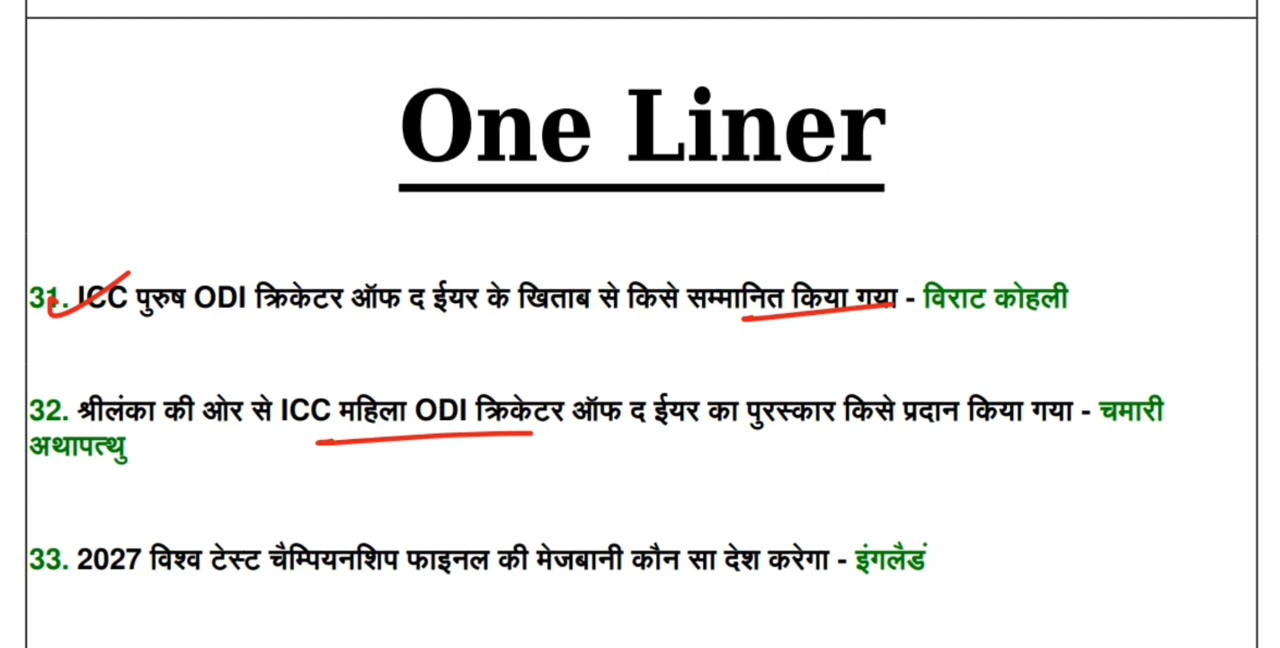 One Liner
31. ICC पुरुष ODI क्रिकेटर ऑफ द ईयर के खिताब से किसे सम्मानित किया गया - विराट कोहली
32. श्रीलंका की ओर से ICC महिला ODI क्रिकेटर ऑफ द ईयर का पुरस्कार किसे प्रदान किया गया - चमारी
अथापत्थु
33. 2027 विश्व टेस्ट चैम्पियनशिप फाइनल की मेजबानी कौन सा देश करेगा - इंगलैडं